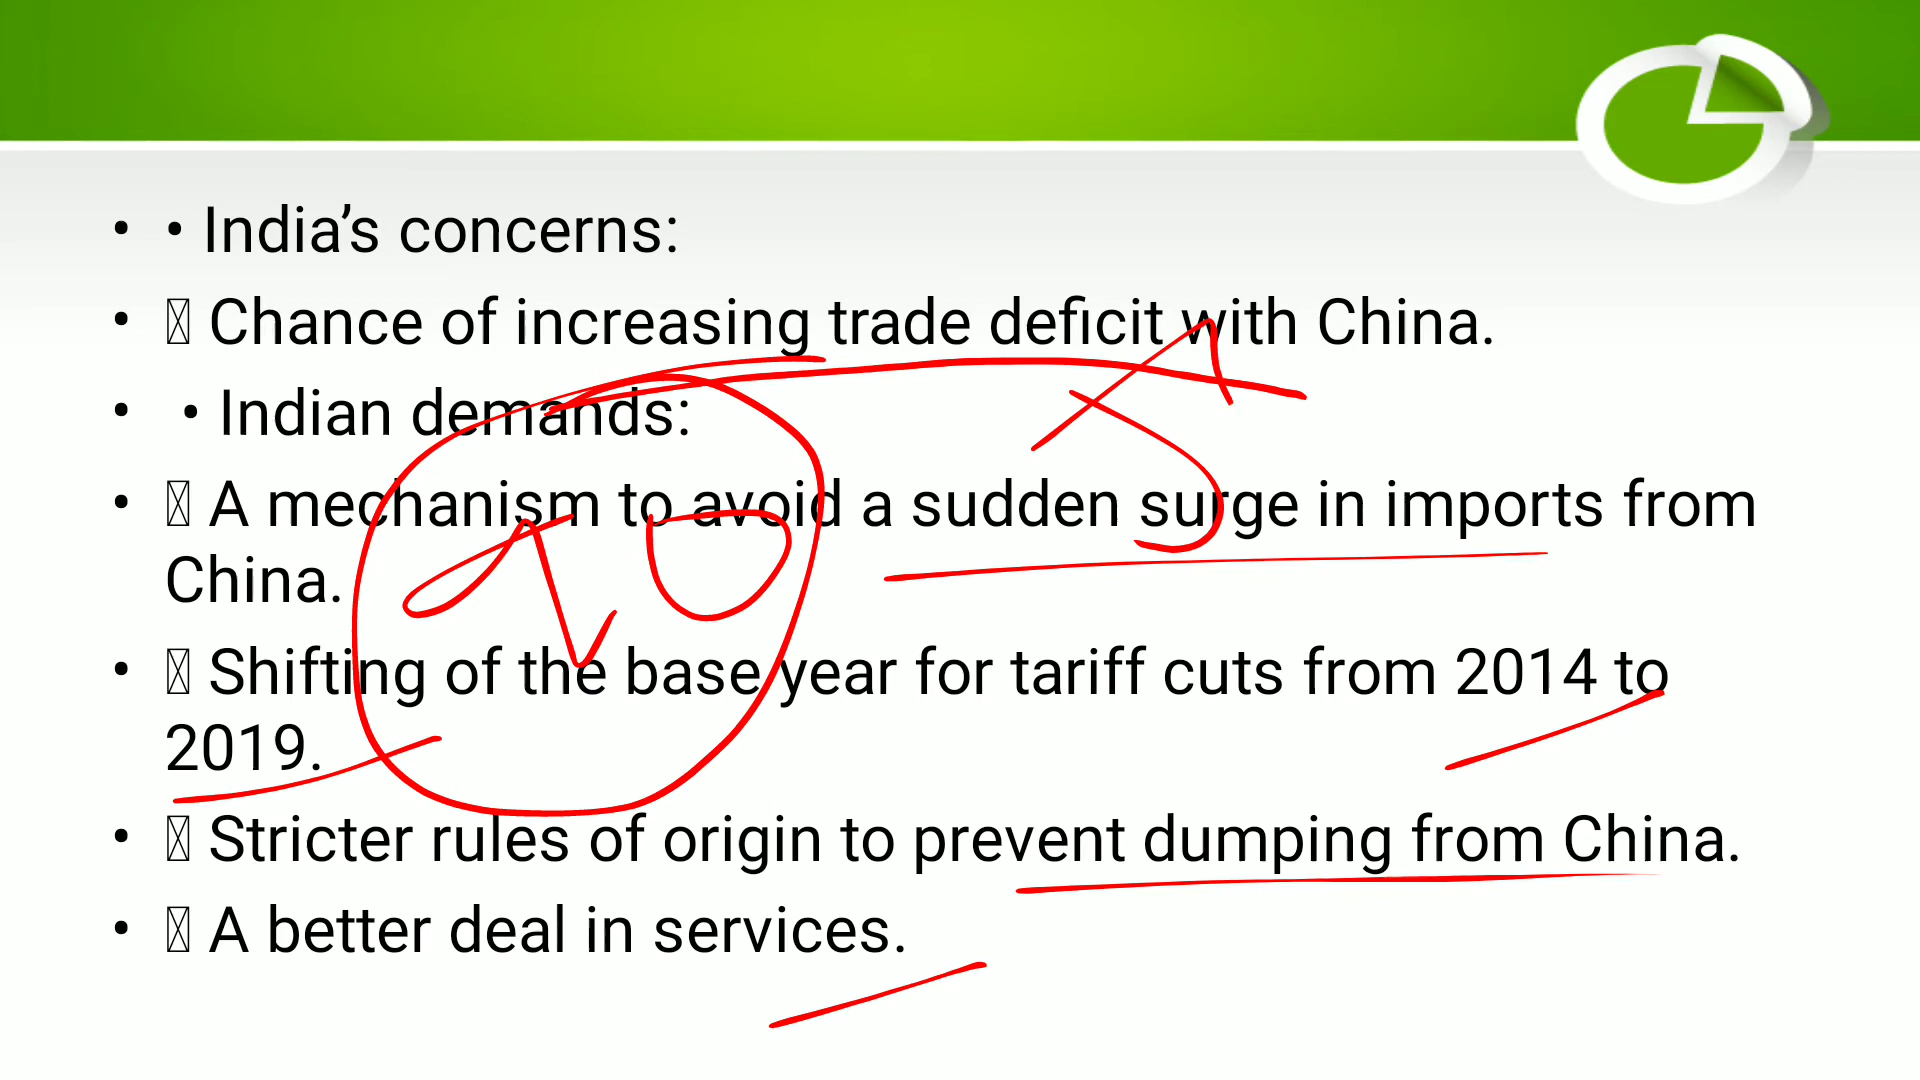 • • India’s concerns:
• Chance of increasing trade deficit with China.
• • Indian demands:
• A mechanism to avoid a sudden surge in imports from
China.
• Shifting of the base year for tariff cuts from 2014 to
2019.
• Stricter rules of origin to prevent dumping from China.
• A better deal in services.